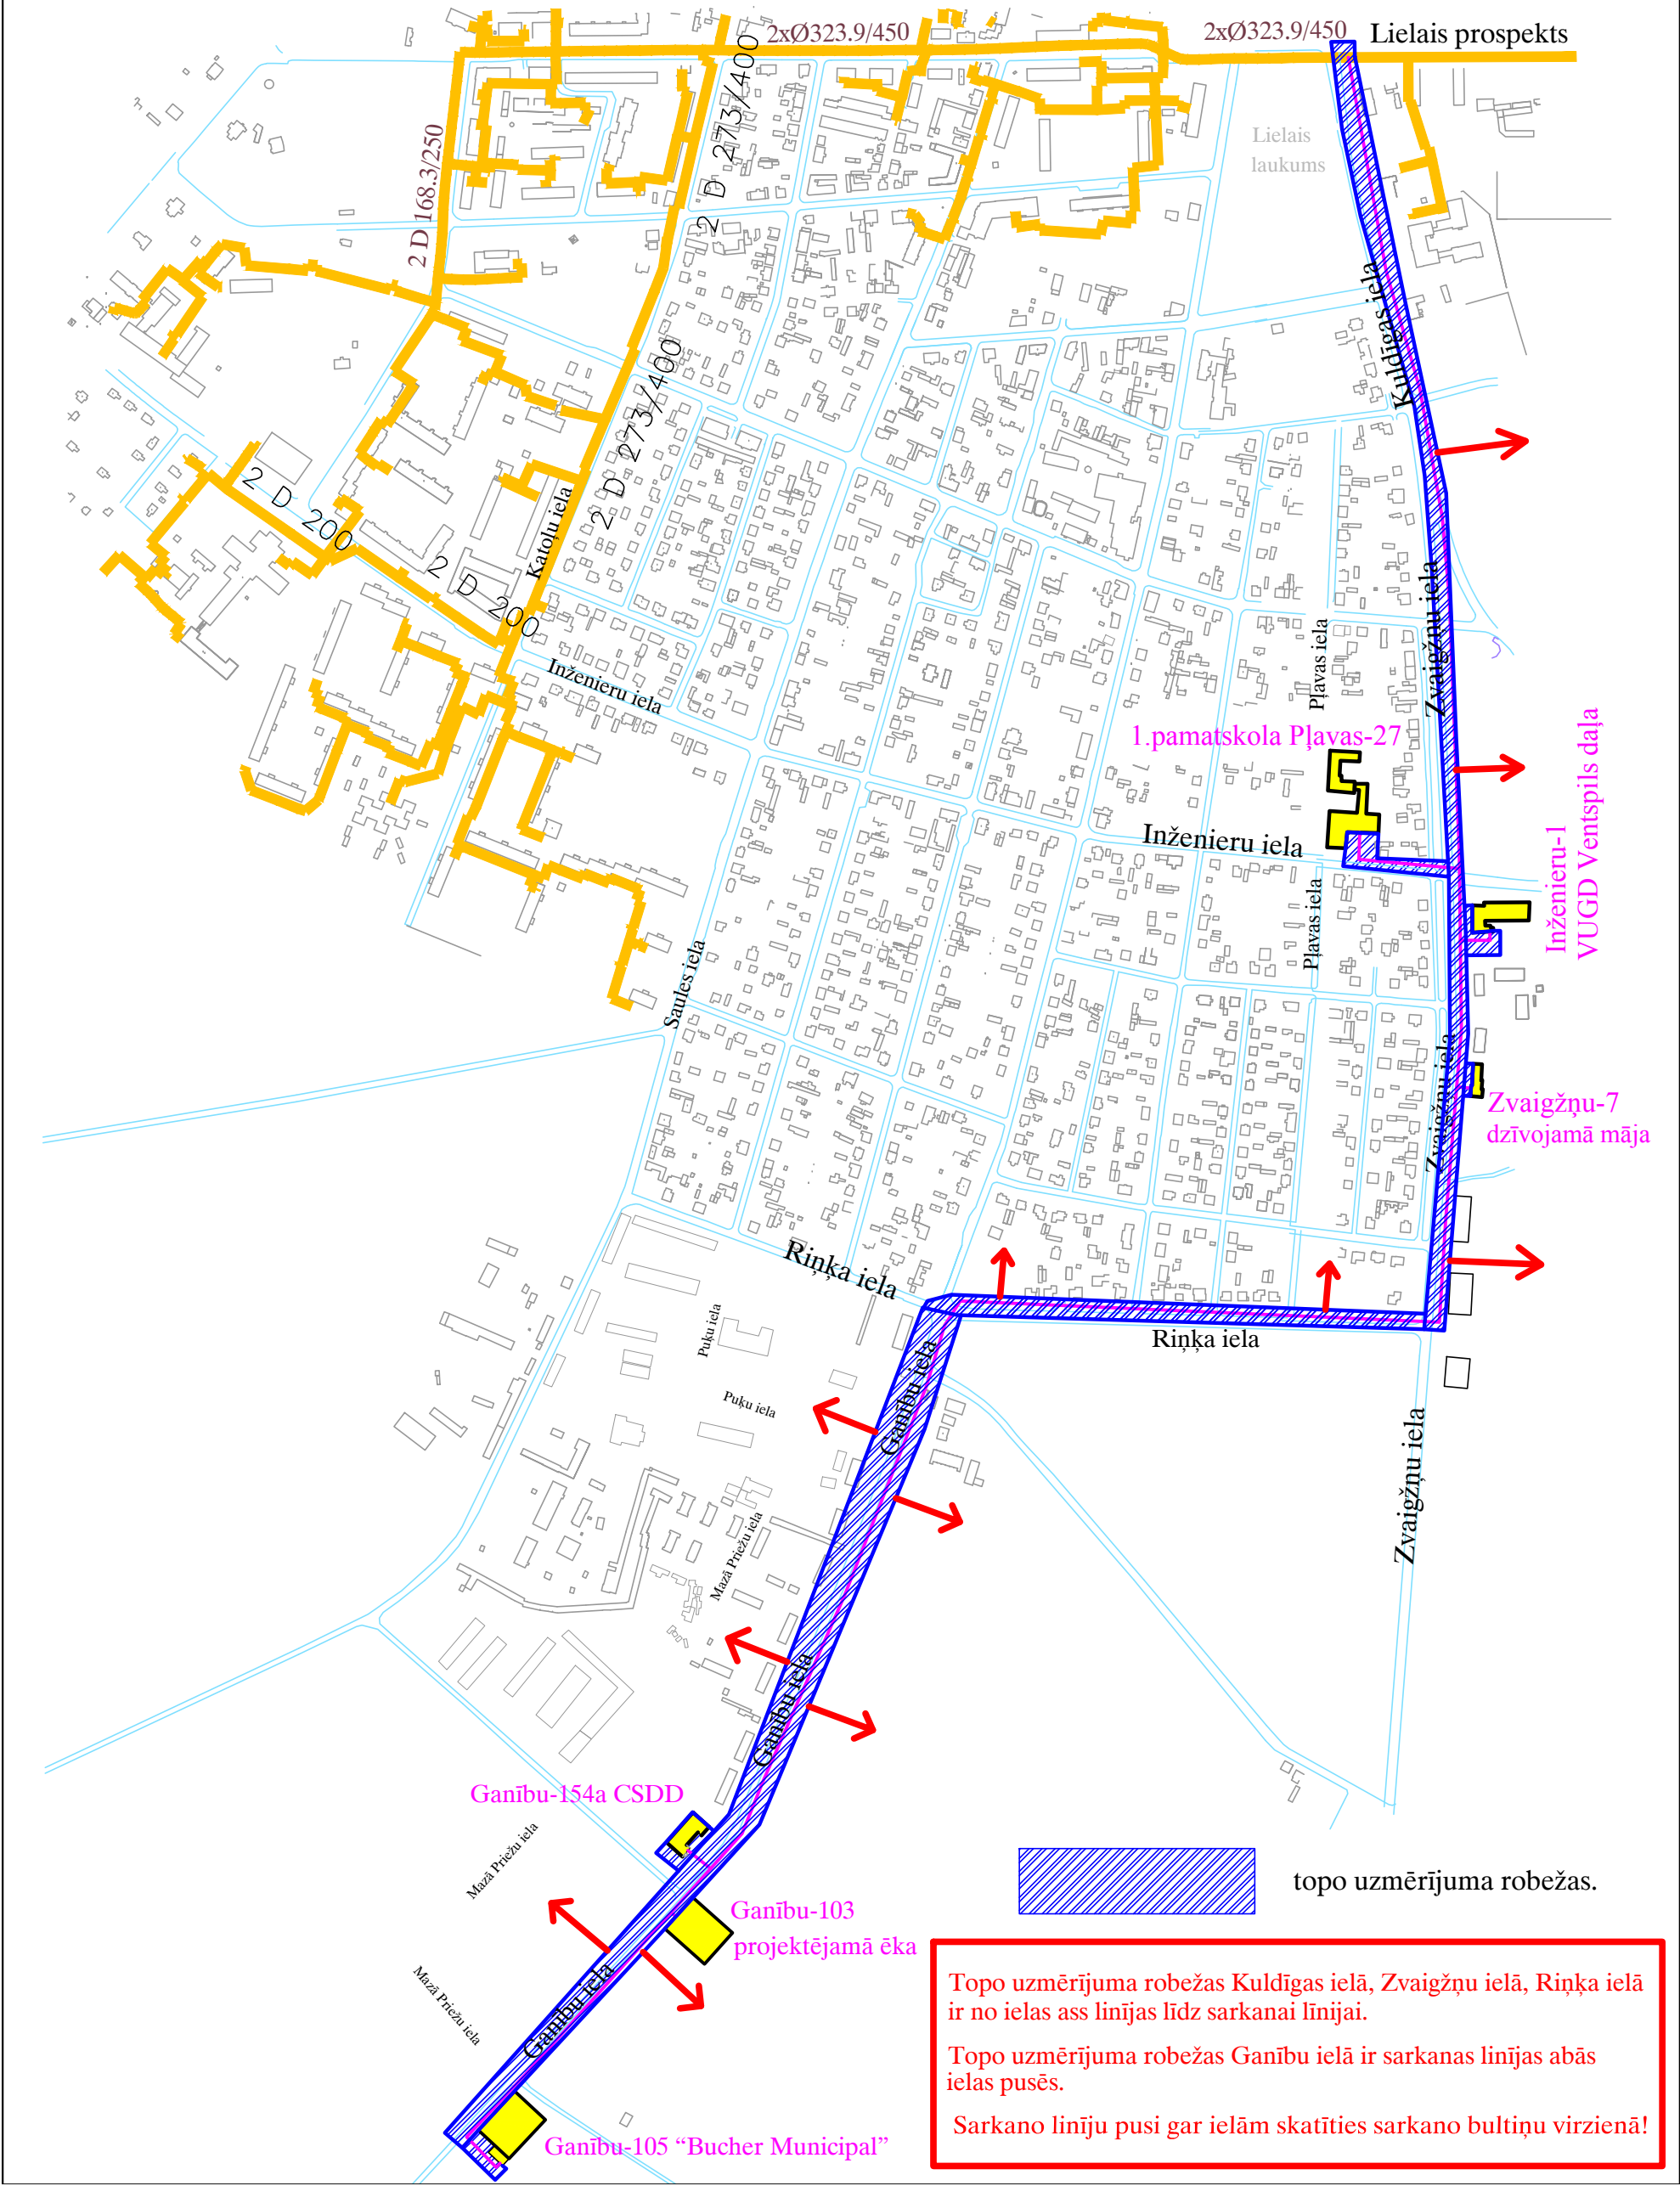 2xØ323.9/450
2xØ323.9/450
Lielais prospekts
2 D 273/400
2 D 168.3/250
Lielais
laukums
Kuldīgas iela
2 D 273/400
2 D 200
Katoļu iela
2 D 200
Zvaigžņu iela
Pļavas iela
Inženieru iela
1.pamatskola Pļavas-27
Inženieru-1
VUGD Ventspils daļa
Inženieru iela
Pļavas iela
Saules iela
Zvaigžņu iela
Zvaigžņu-7
dzīvojamā māja
Riņķa iela
Puķu iela
Riņķa iela
Ganību iela
Puķu iela
Zvaigžņu iela
Mazā Priežu iela
Ganību iela
Ganību-154a CSDD
Mazā Priežu iela
topo uzmērījuma robežas.
Ganību-103
projektējamā ēka
Mazā Priežu iela
Ganību iela
Topo uzmērījuma robežas Kuldīgas ielā, Zvaigžņu ielā, Riņķa ielā
ir no ielas ass linījas līdz sarkanai līnijai.
Topo uzmērījuma robežas Ganību ielā ir sarkanas linījas abās
ielas pusēs.
Sarkano linīju pusi gar ielām skatīties sarkano bultiņu virzienā!
Ganību-105 “Bucher Municipal”